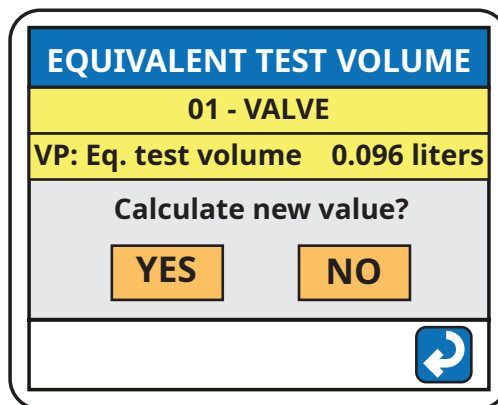 EQUIVALENT TEST VOLUME
01 - VALVE
VP: Eq. test volume 0.096 liters
Calculate new value?
YES NO